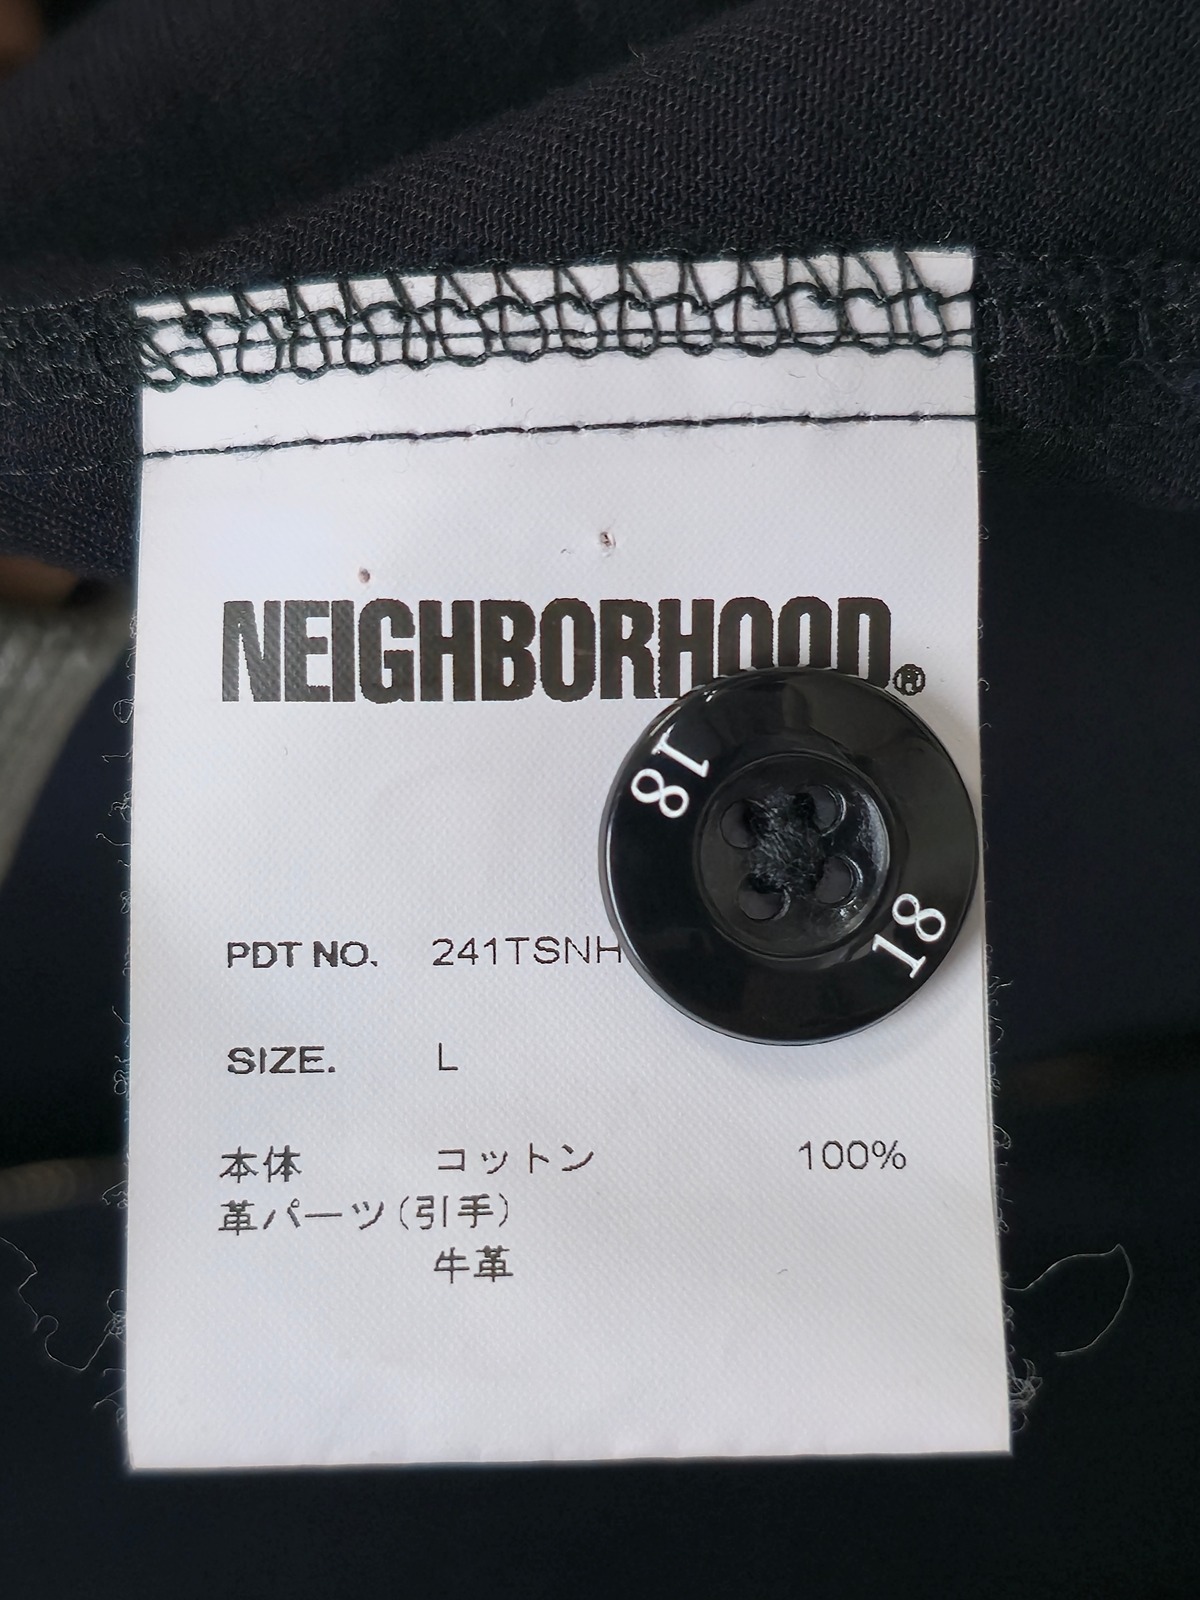 NEIGHBORHOOD®
18
18
PDT NO. 241TSNH
SIZE. L
本体 コットン 100%
革パーツ(引手)
牛革